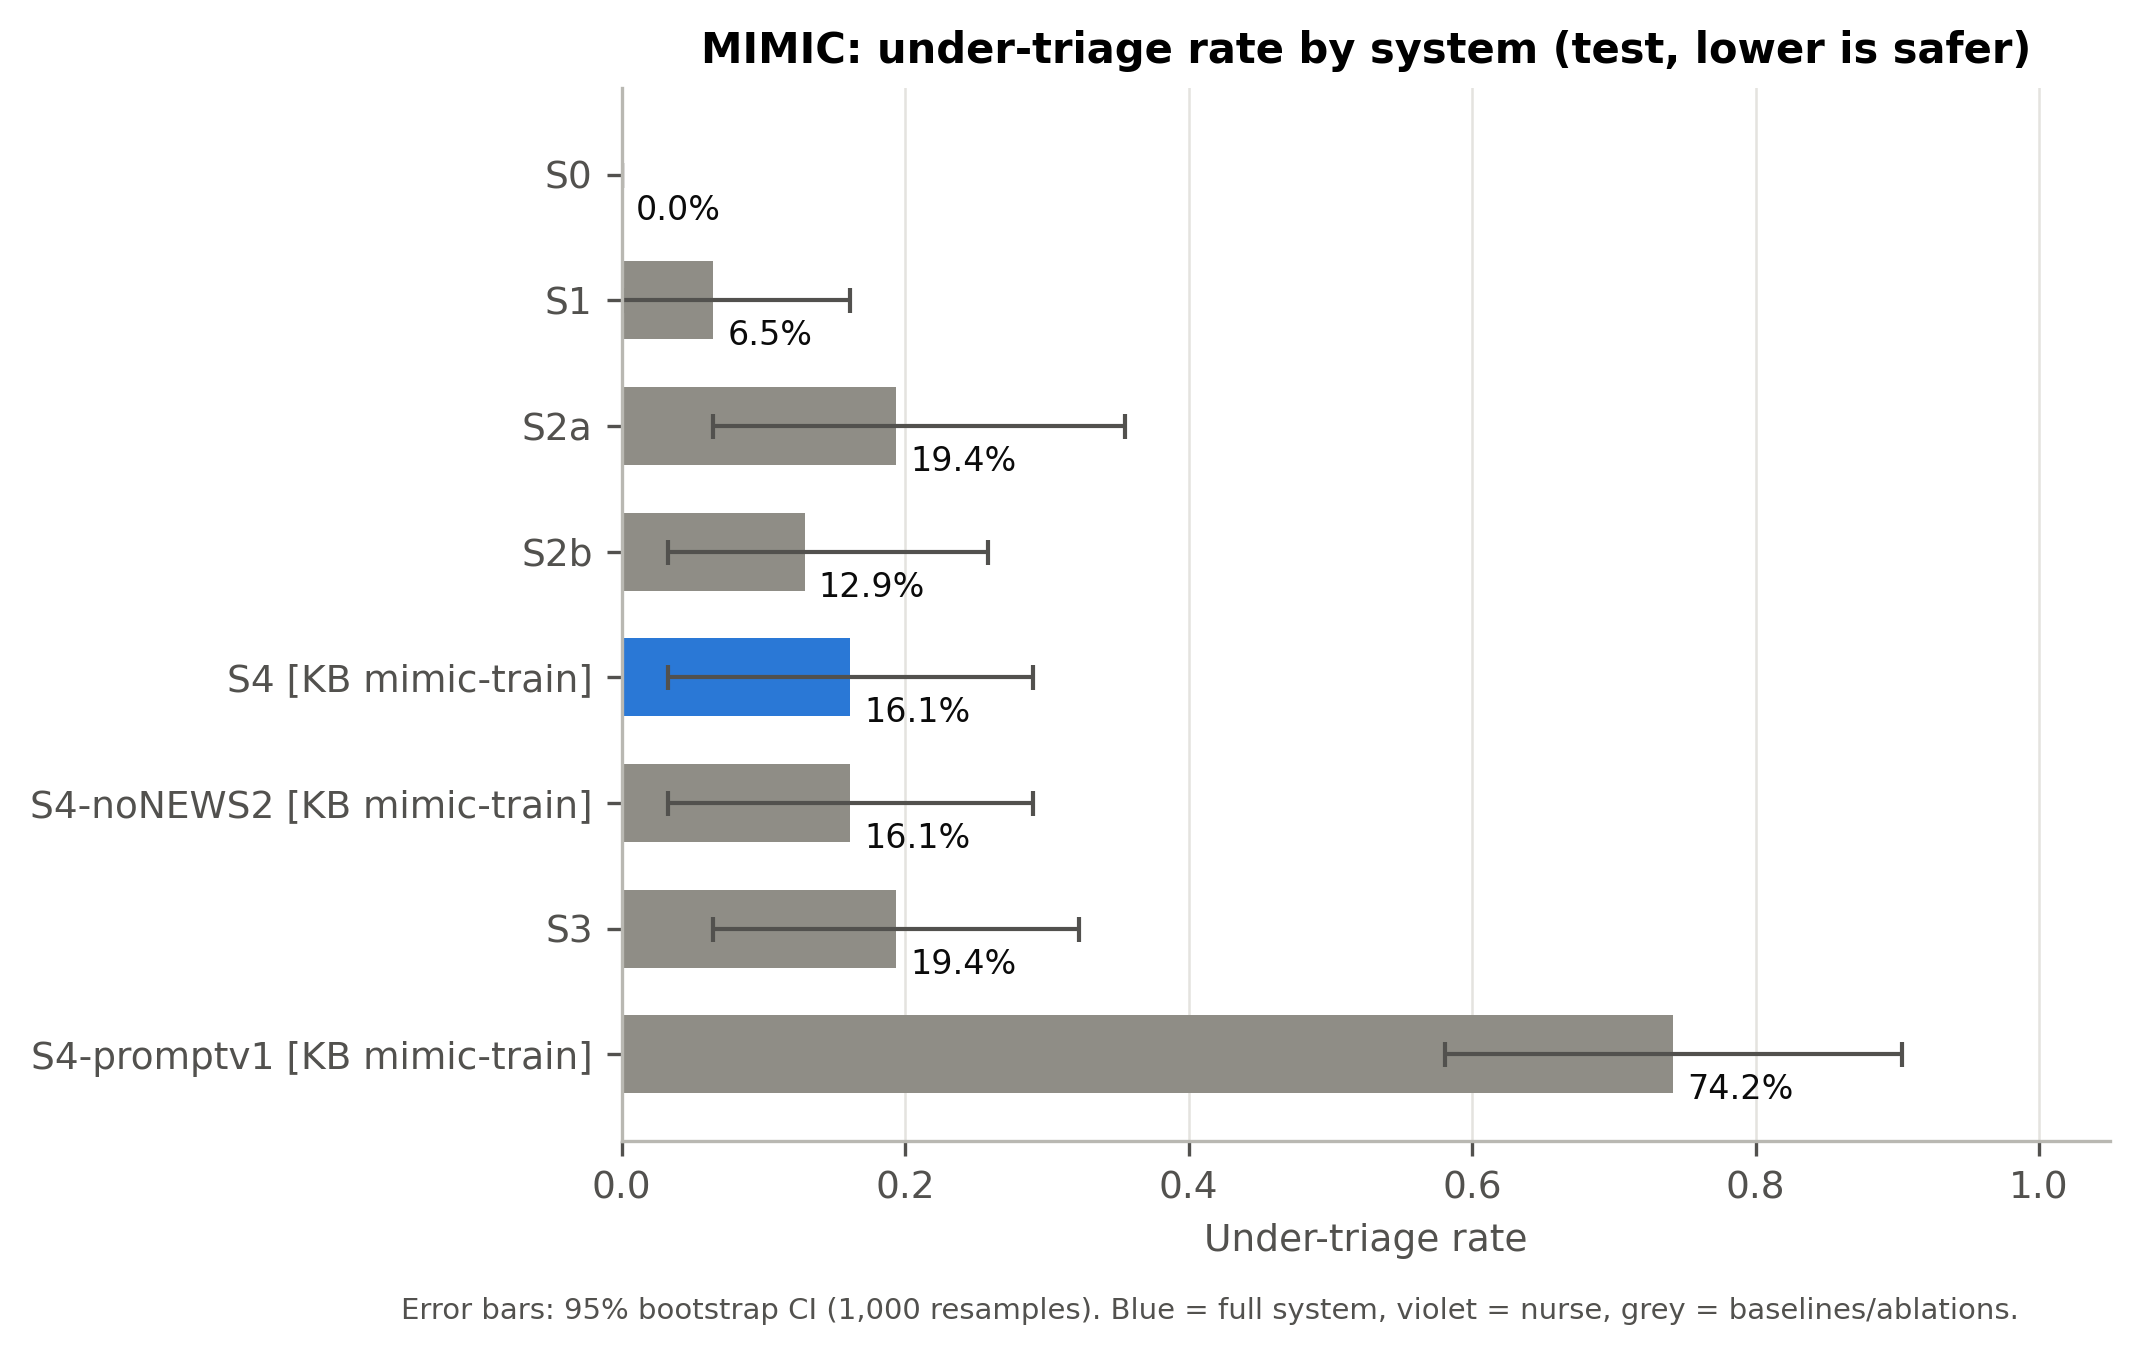 MIMIC: under-triage rate by system (test, lower is safer)
S0
0.0%
S1
6.5%
S2a
19.4%
S2b
12.9%
S4 [KB mimic-train]
16.1%
S4-noNEWS2 [KB mimic-train]
16.1%
S3
19.4%
S4-promptv1 [KB mimic-train]
74.2%
0.0 0.2 0.4 0.6 0.8 1.0
Under-triage rate
Error bars: 95% bootstrap CI (1,000 resamples). Blue = full system, violet = nurse, grey = baselines/ablations.